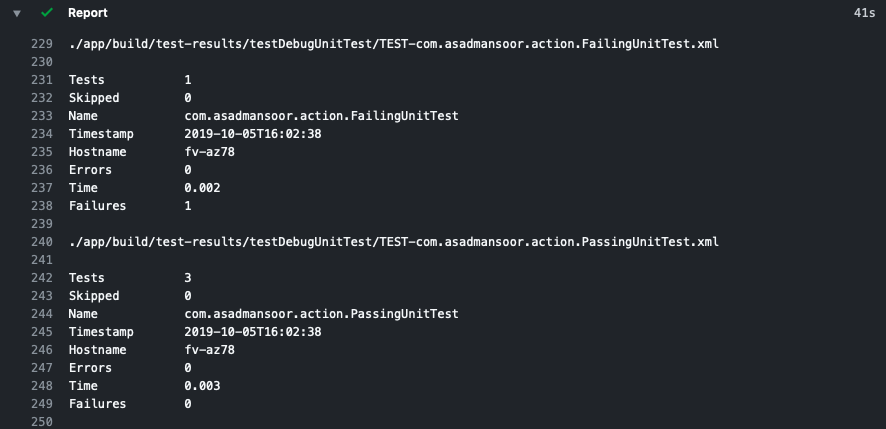 Report 41s
229 ./app/build/test-results/testDebugUnitTest/TEST-com.asadmansoor.action.FailingUnitTest.xml
230
231 Tests 1
232 Skipped 0
233 Name com.asadmansoor.action.FailingUnitTest
234 Timestamp 2019-10-05T16:02:38
235 Hostname fv-az78
236 Errors 0
237 Time 0.002
238 Failures 1
239
240 ./app/build/test-results/testDebugUnitTest/TEST-com.asadmansoor.action.PassingUnitTest.xml
241
242 Tests 3
243 Skipped 0
244 Name com.asadmansoor.action.PassingUnitTest
245 Timestamp 2019-10-05T16:02:38
246 Hostname fv-az78
247 Errors 0
248 Time 0.003
249 Failures 0
250